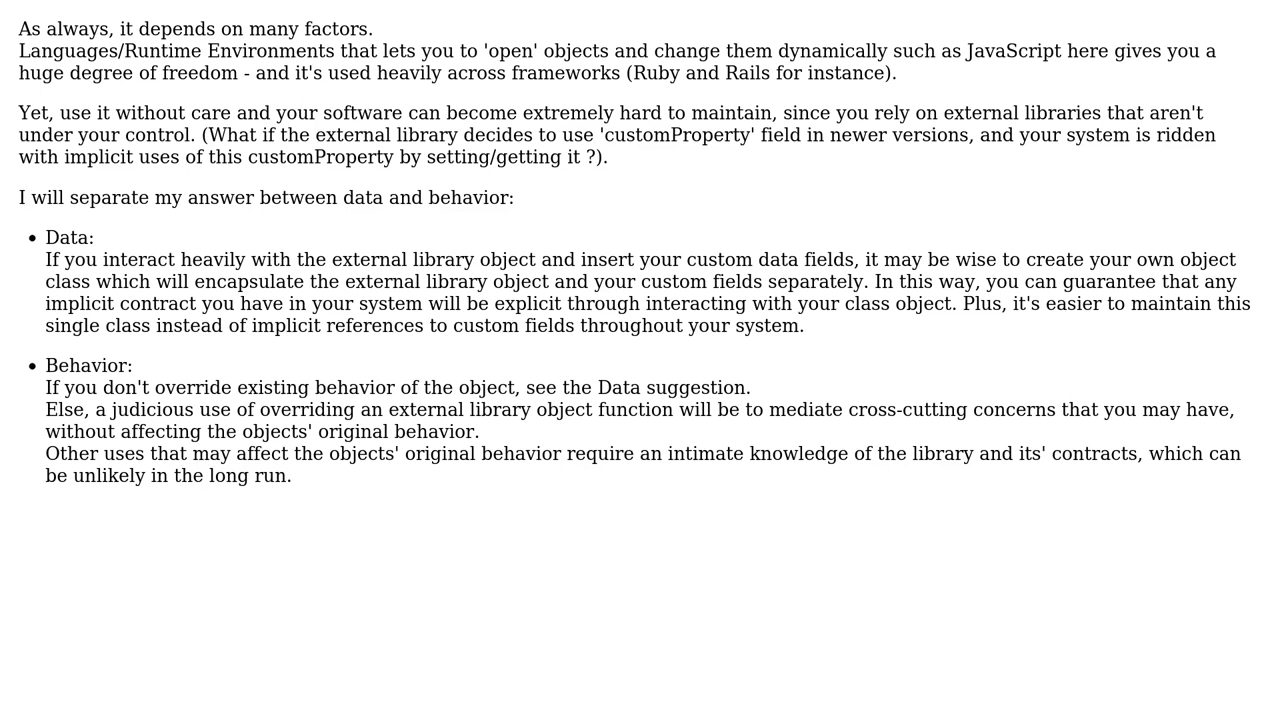 As always, it depends on many factors.
Languages/Runtime Environments that lets you to 'open' objects and change them dynamically such as JavaScript here gives you a
huge degree of freedom - and it's used heavily across frameworks (Ruby and Rails for instance).
Yet, use it without care and your software can become extremely hard to maintain, since you rely on external libraries that aren't
under your control. (What if the external library decides to use 'customProperty' field in newer versions, and your system is ridden
with implicit uses of this customProperty by setting/getting it ?).
I will separate my answer between data and behavior:
• Data:
If you interact heavily with the external library object and insert your custom data fields, it may be wise to create your own object
class which will encapsulate the external library object and your custom fields separately. In this way, you can guarantee that any
implicit contract you have in your system will be explicit through interacting with your class object. Plus, it's easier to maintain this
single class instead of implicit references to custom fields throughout your system.
• Behavior:
If you don't override existing behavior of the object, see the Data suggestion.
Else, a judicious use of overriding an external library object function will be to mediate cross-cutting concerns that you may have,
without affecting the objects' original behavior.
Other uses that may affect the objects' original behavior require an intimate knowledge of the library and its' contracts, which can
be unlikely in the long run.